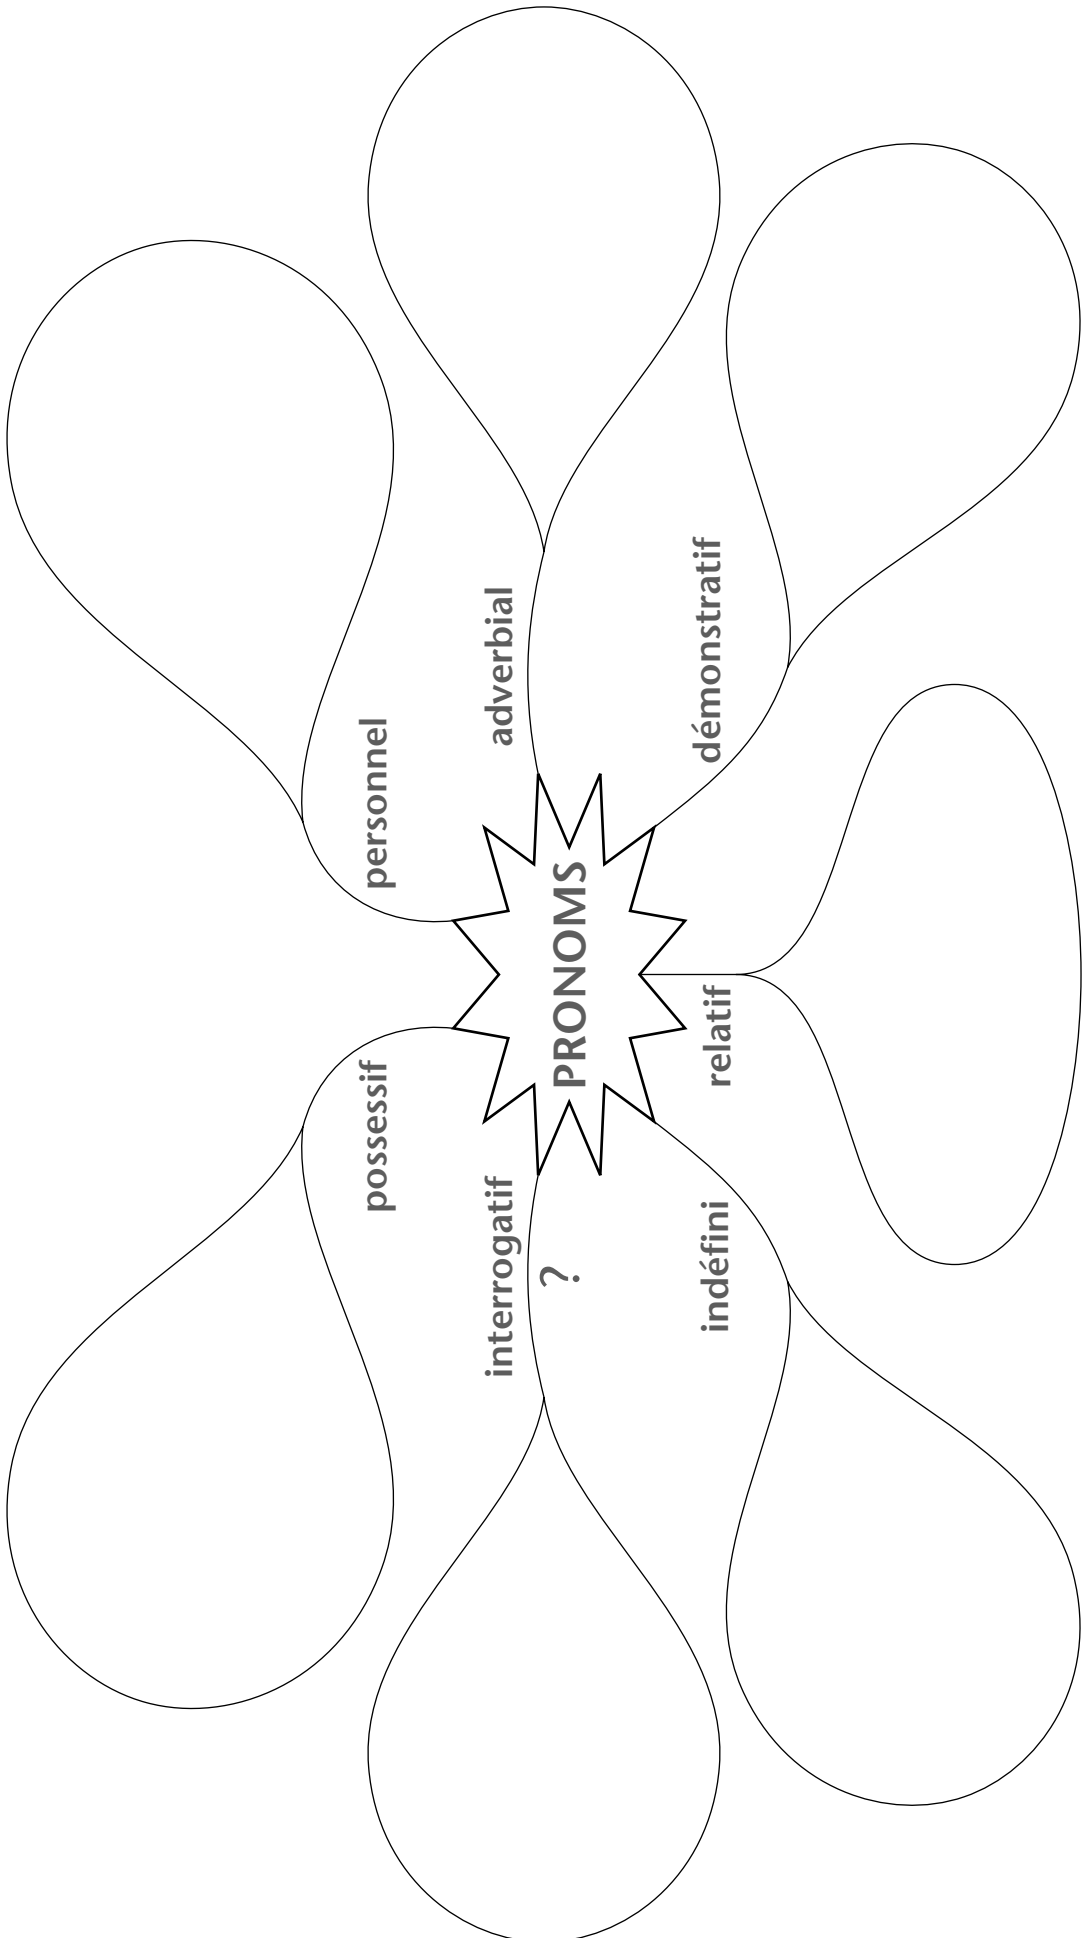 possessif
personnel
interrogatif
adverbial
?
PRONOMS
indéfini
relatif
démonstratif